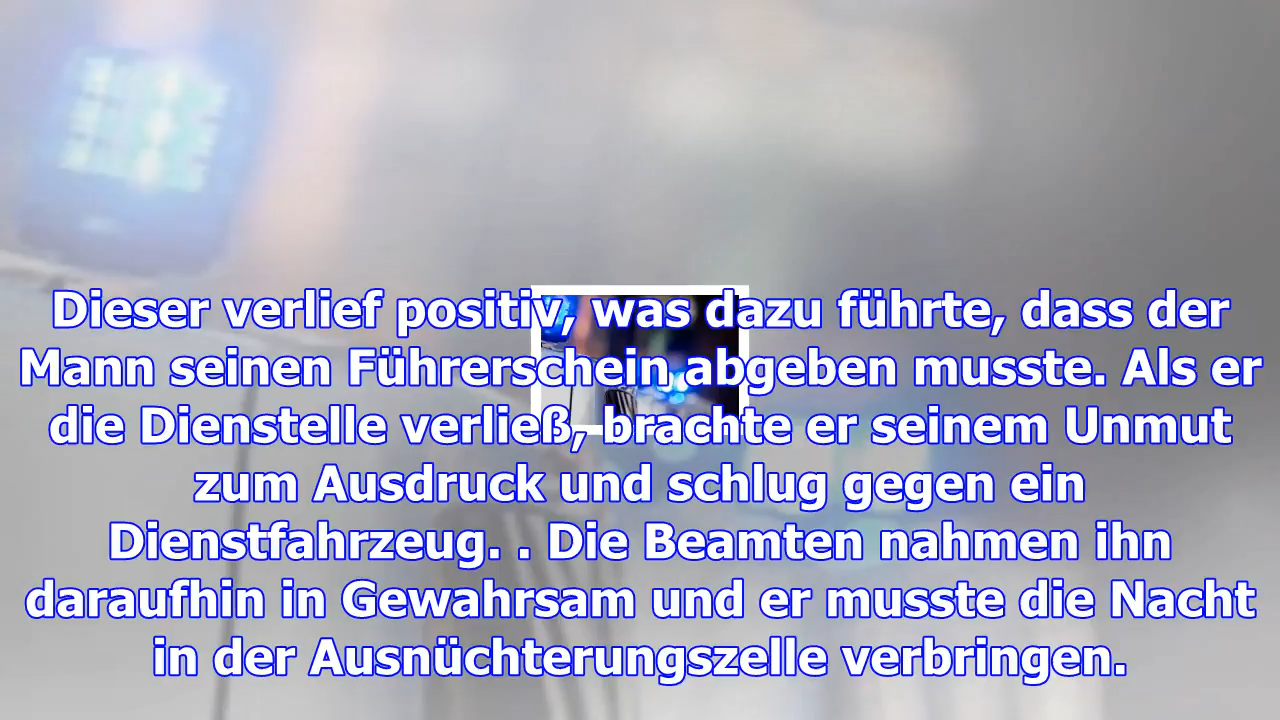 Dieser verlief positiv, was dazu führte, dass der
Mann seinen Führerschein abgeben musste. Als er
die Dienstelle verließ, brachte er seinem Unmut
zum Ausdruck und schlug gegen ein
Dienstfahrzeug. . Die Beamten nahmen ihn
daraufhin in Gewahrsam und er musste die Nacht
in der Ausnüchterungszelle verbringen.